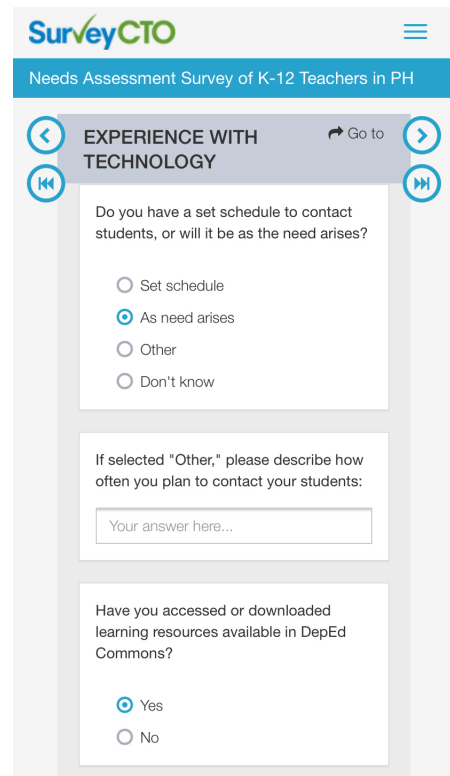 SurveyCTO
Needs Assessment Survey of K-12 Teachers in PH
EXPERIENCE WITH
TECHNOLOGY
Go to
Do you have a set schedule to contact
students, or will it be as the need arises?
Set schedule
As need arises
Other
Don't know
If selected "Other," please describe how
often you plan to contact your students:
Your answer here...
Have you accessed or downloaded
learning resources available in DepEd
Commons?
Yes
No